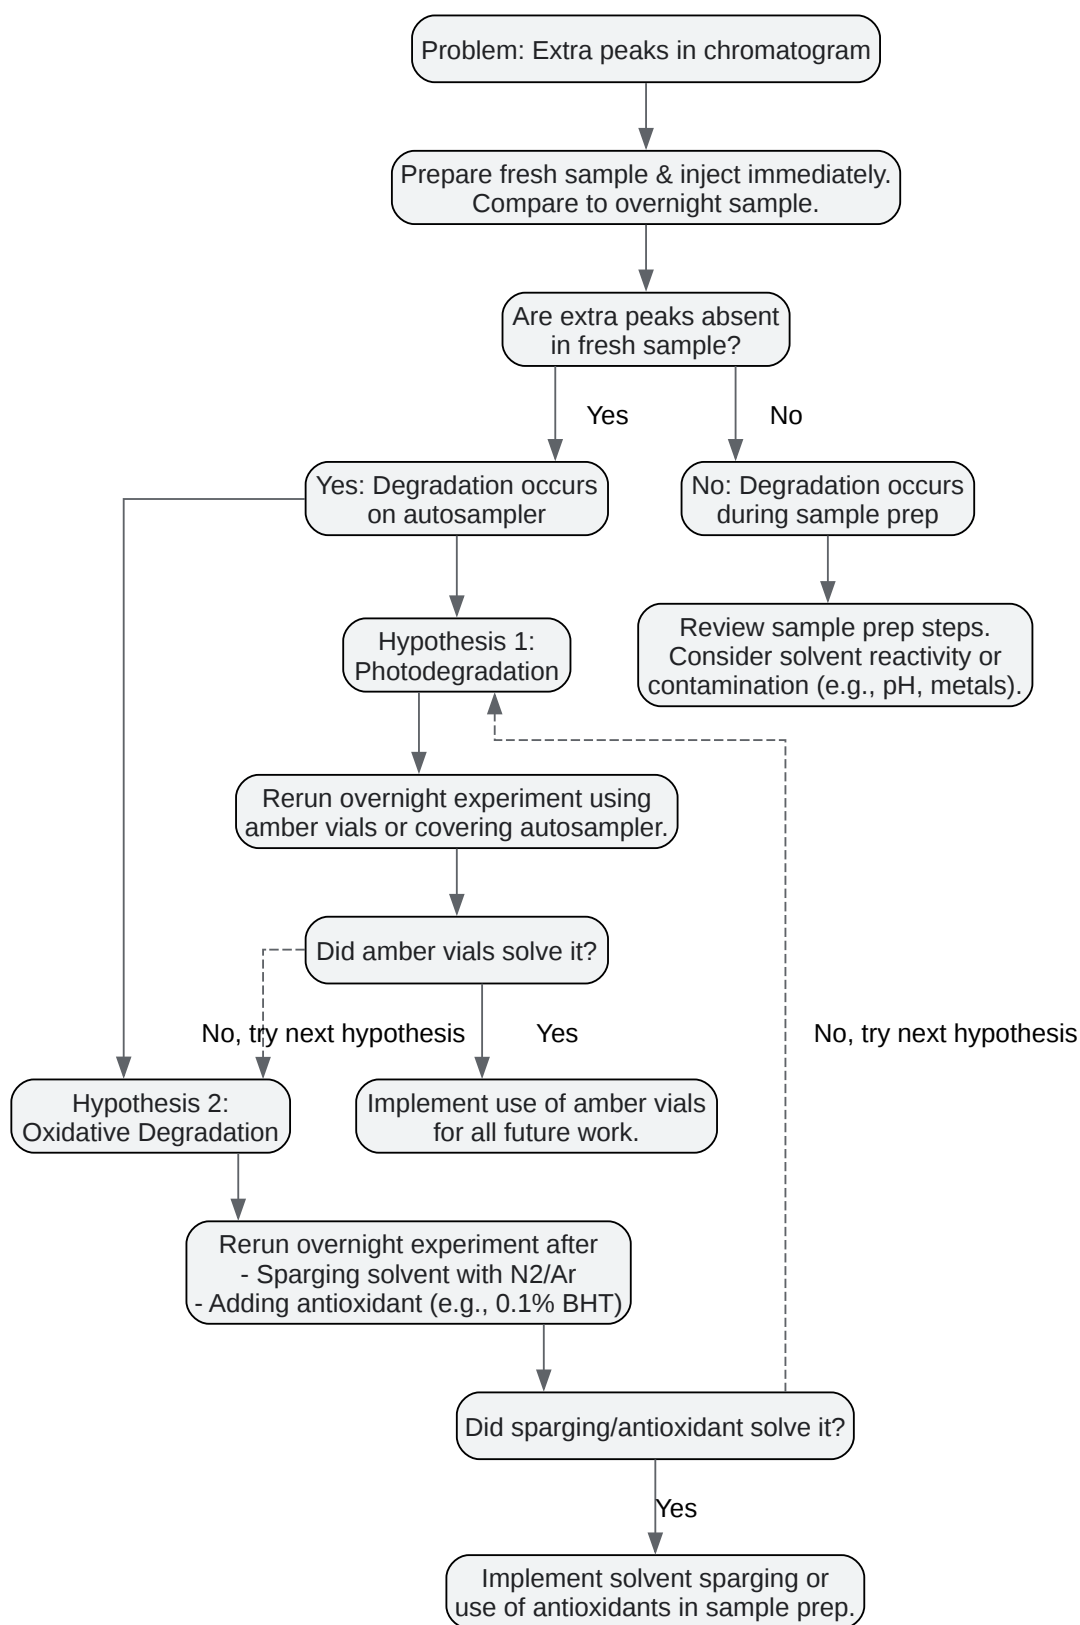 Problem: Extra peaks in chromatogram
Prepare fresh sample & inject immediately.
Compare to overnight sample.
Are extra peaks absent
in fresh sample?
Yes
No
Yes: Degradation occurs
on autosampler
No: Degradation occurs
during sample prep
Hypothesis 1:
Photodegradation
Review sample prep steps.
Consider solvent reactivity or
contamination (e.g., pH, metals).
Rerun overnight experiment using
amber vials or covering autosampler.
Did amber vials solve it?
No, try next hypothesis
Yes
No, try next hypothesis
Hypothesis 2:
Oxidative Degradation
Implement use of amber vials
for all future work.
Rerun overnight experiment after
- Sparging solvent with N2/Ar
- Adding antioxidant (e.g., 0.1% BHT)
Did sparging/antioxidant solve it?
Yes
Implement solvent sparging or
use of antioxidants in sample prep.